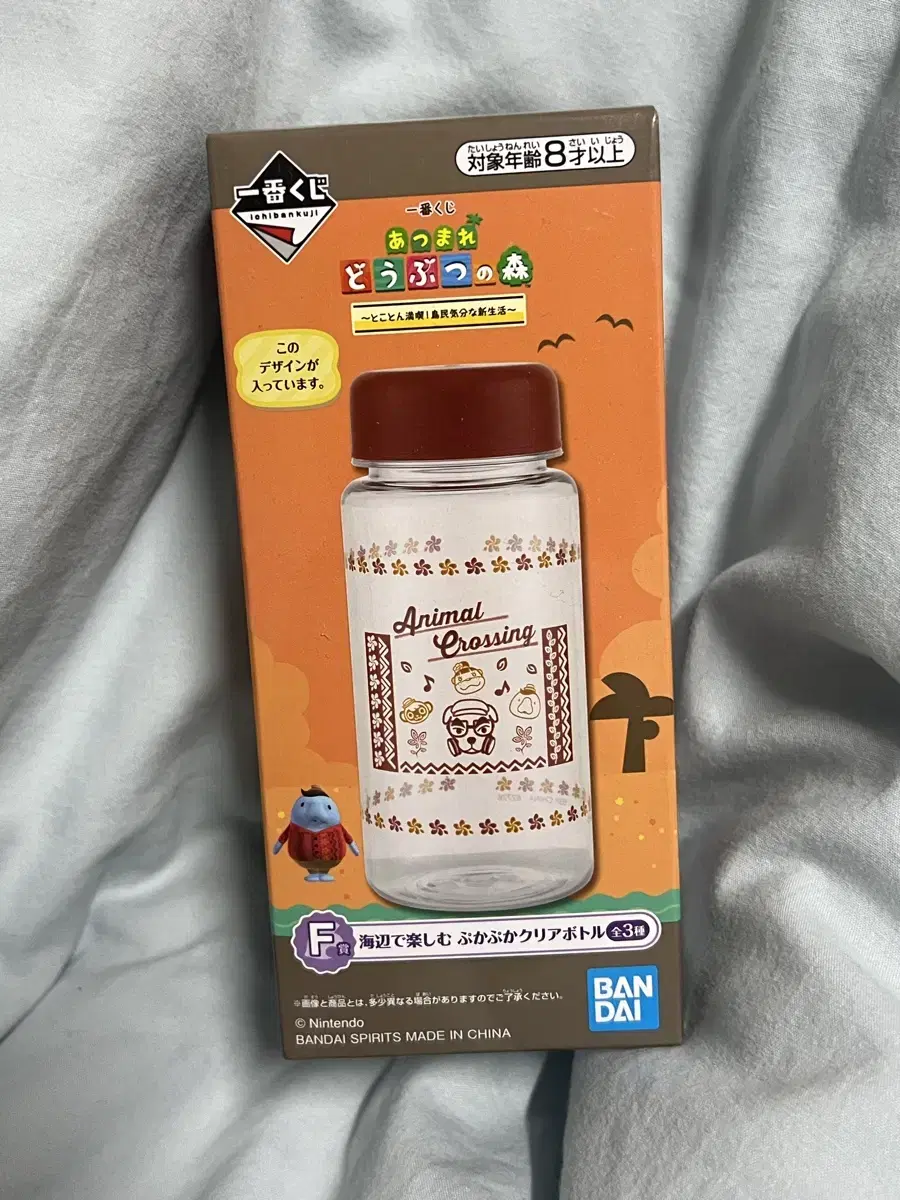 一番くじ
ichibankuji
たいしょうねんれい さい い じょう
対象年齢8才以上
一番くじ
あつまれ
どうぶつの森
～とことん満喫!島民気分な新生活～
この
デザインが
入っています。
Animal
Crossing
F賞 海辺で楽しむ ぷかぷかクリアボトル 全3種
※画像と商品とは、多少異なる場合がありますのでご了承ください。
BAN
DAI
© Nintendo
BANDAI SPIRITS MADE IN CHINA